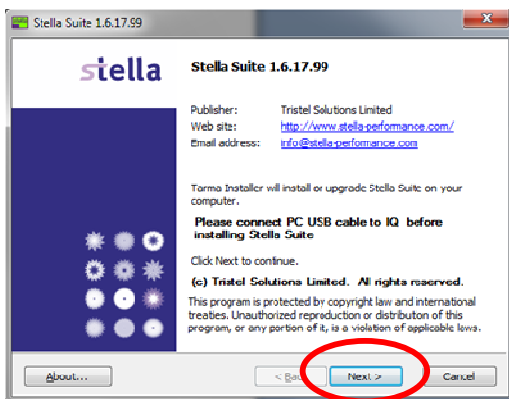 Stella Suite 1.6.17.99
stella
Stella Suite 1.6.17.99
Publisher: Tristel Solutions Limited
Web site: http://www.stella-performance.com/
Email address: info@stella-performance.com
Tarma Installer will install or upgrade Stella Suite on your
computer.
Please connect PC USB cable to IQ before
installing Stella Suite
Click Next to continue.
(c) Tristel Solutions Limited. All rights reserved.
This program is protected by copyright law and international
treaties. Unauthorized reproduction or distribution of this
program, or any portion of it, is a violation of applicable laws.
About... < Back Next > Cancel